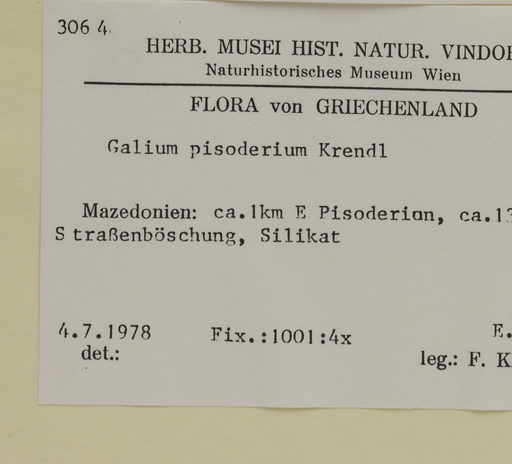 306 4
HERB. MUSEI HIST. NATUR. VINDO
Naturhistorisches Museum Wien
FLORA von GRIECHENLAND
Galium pisoderium Krendl
Mazedonien: ca.1km E Pisoderion, ca.1
Straßenböschung, Silikat
4.7.1978 Fix.:1001:4x E.
det.: leg.: F. K